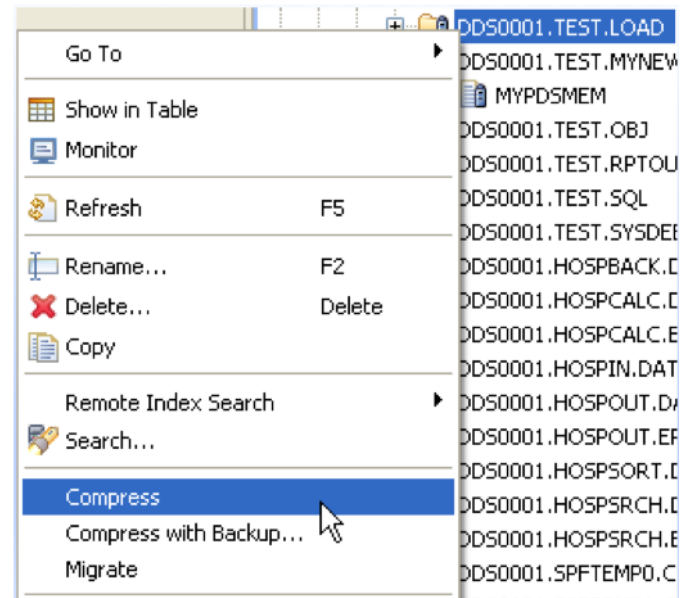 Go To
Show in Table
Monitor
Refresh F5
Rename... F2
Delete... Delete
Copy
Remote Index Search
Search...
Compress
Compress with Backup...
Migrate
DDS0001.TEST.LOAD
DDS0001.TEST.MYNEW
MYPDSMEM
DDS0001.TEST.OBJ
DDS0001.TEST.RPTOU
DDS0001.TEST.SQL
DDS0001.TEST.SYSDEB
DDS0001.HOSPBACK.D
DDS0001.HOSPCALC.D
DDS0001.HOSPCALC.E
DDS0001.HOSPIN.DAT
DDS0001.HOSPOUT.DA
DDS0001.HOSPOUT.ER
DDS0001.HOSPSORT.D
DDS0001.HOSPSRCH.D
DDS0001.HOSPSRCH.E
DDS0001.SPFTEMP0.C